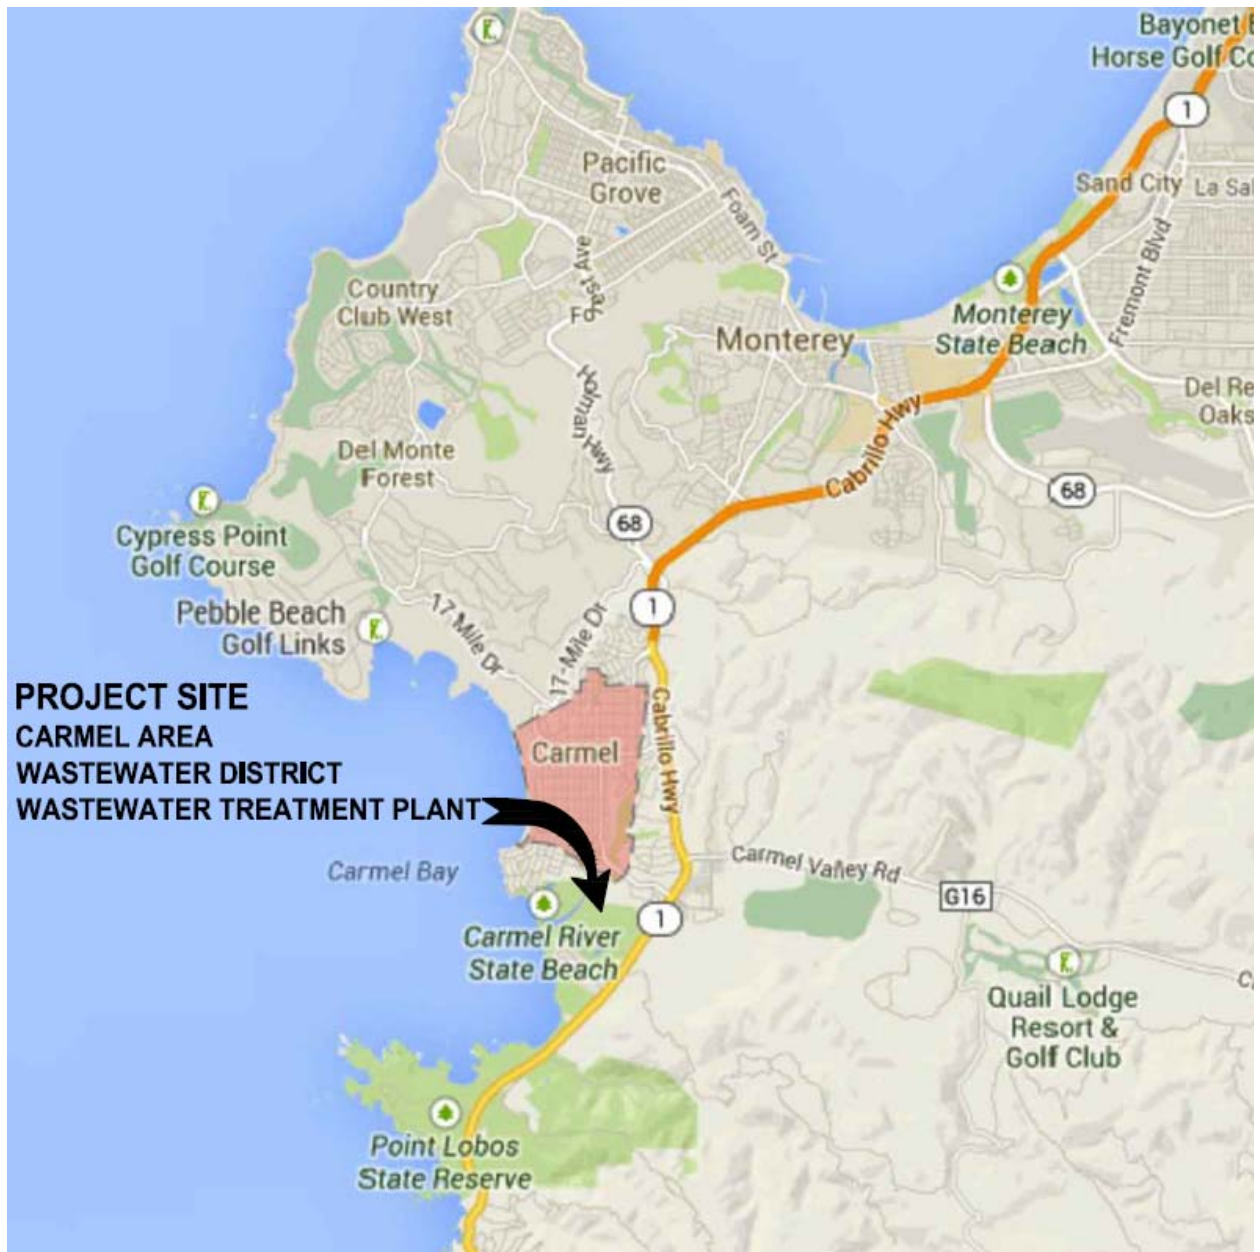 Bayonet B
Horse Golf Co
1
Pacific
Grove
Foam St
Sand City
La Sal
Fremont Blvd
Country
Club West
Monterey
Monterey
State Beach
Holman Hwy
Del Re
Oaks
Del Monte
Forest
Cabrillo Hwy
68
68
Cypress Point
Golf Course
Pebble Beach
Golf Links
17-Mile Dr
17-Mile Dr
1
PROJECT SITE
CARMEL AREA
WASTEWATER DISTRICT
WASTEWATER TREATMENT PLANT
Carmel
Cabrillo Hwy
Carmel Bay
Carmel Valley Rd
G16
1
Carmel River
State Beach
Quail Lodge
Resort &
Golf Club
Point Lobos
State Reserve